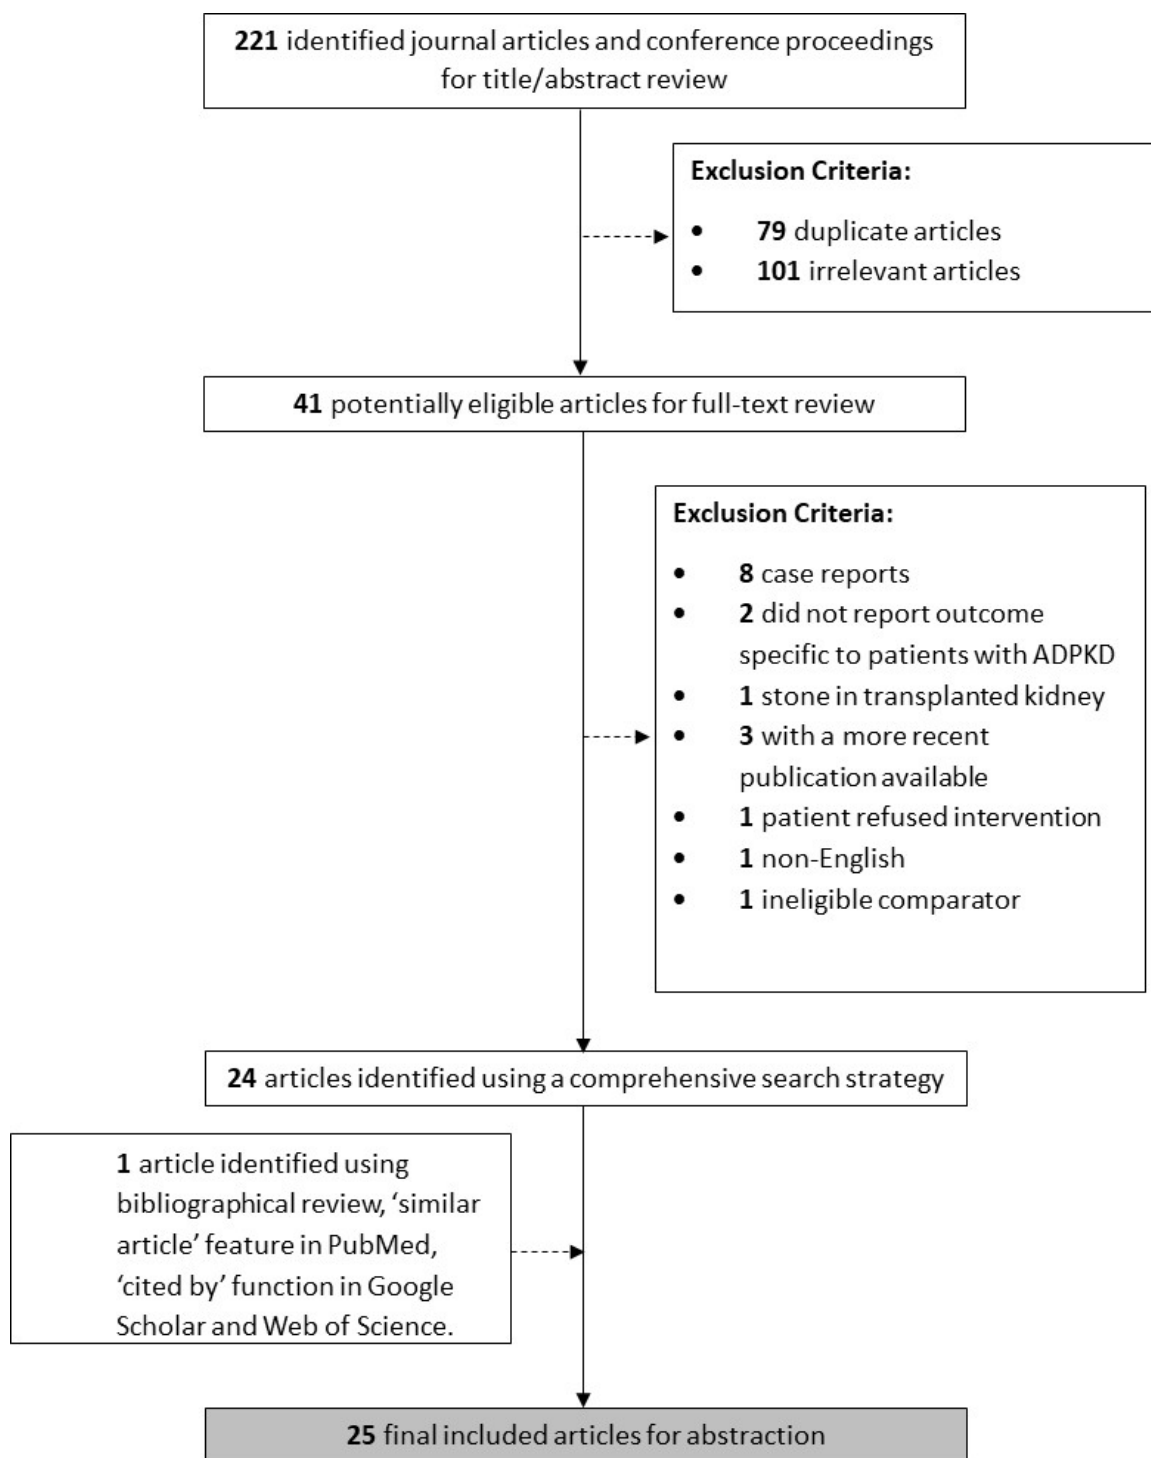 221 identified journal articles and conference proceedings
for title/abstract review
Exclusion Criteria:
• 79 duplicate articles
• 101 irrelevant articles
41 potentially eligible articles for full-text review
Exclusion Criteria:
• 8 case reports
• 2 did not report outcome
specific to patients with ADPKD
• 1 stone in transplanted kidney
• 3 with a more recent
publication available
• 1 patient refused intervention
• 1 non-English
• 1 ineligible comparator
24 articles identified using a comprehensive search strategy
1 article identified using
bibliographical review, ‘similar
article’ feature in PubMed,
‘cited by’ function in Google
Scholar and Web of Science.
25 final included articles for abstraction